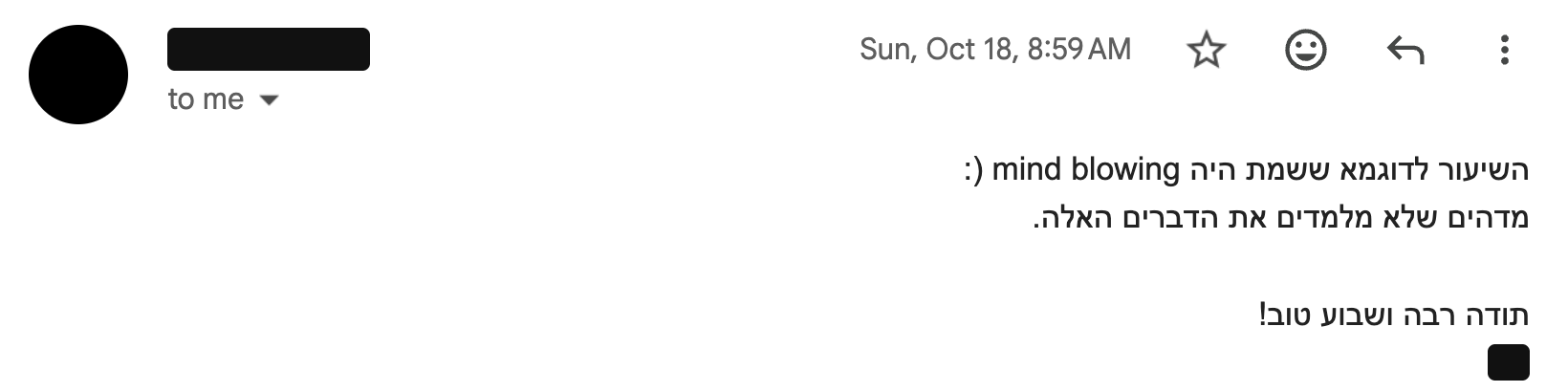 Sun, Oct 18, 8:59 AM
to me
השיעור לדוגמא ששמת היה mind blowing :)
מדהים שלא מלמדים את הדברים האלה.
תודה רבה ושבוע טוב!